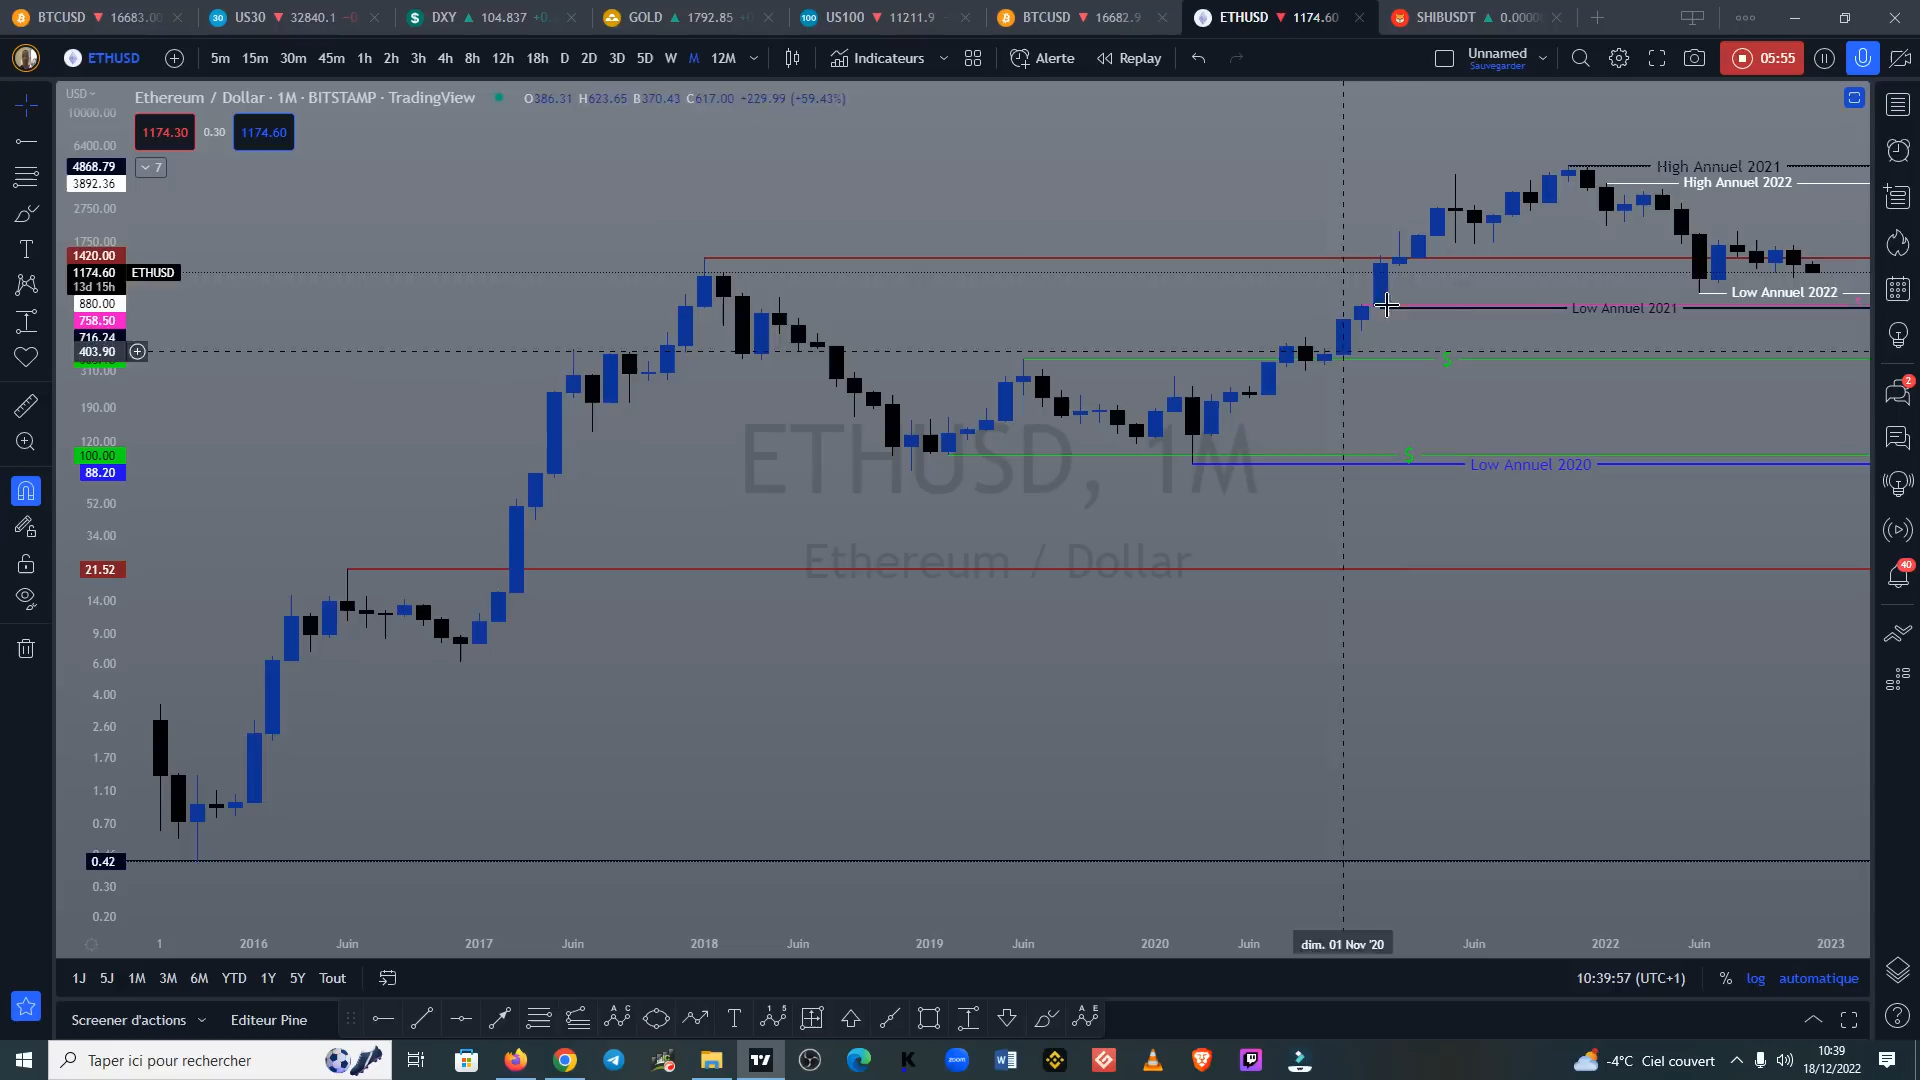 BTCUSD 16683.00
US30 32840.1
DXY 104.837
GOLD 1792.85
US100 11211.9
BTCUSD 16682.9
ETHUSD 1174.60
SHIBUSDT 0.0000
ETHUSD 5m 15m 30m 45m 1h 2h 3h 4h 8h 12h 18h D 2D 3D 5D W M 12M Indicateurs Alerte Replay Unnamed 05:55
Sauvegarder
USD
Ethereum / Dollar · 1M · BITSTAMP · TradingView O386.31 H623.65 B370.43 C617.00 +229.99 (+59.43%)
10000.00
1174.30 0.30 1174.60
6400.00
4868.79 7 High Annuel 2021
3892.36 High Annuel 2022
2750.00
1750.00
1420.00
1174.60 ETHUSD
13d 15h
Low Annuel 2022
880.00
Low Annuel 2021
758.50
716.24
403.90
$
310.00
190.00
120.00
100.00 $
88.20 Low Annuel 2020
ETHUSD, 1M
52.00
34.00
Ethereum / Dollar
21.52
14.00
9.00
6.00
4.00
2.60
1.70
1.10
0.70
0.42
0.30
0.20
1 2016 Juin 2017 Juin 2018 Juin 2019 Juin 2020 Juin dim. 01 Nov '20 Juin 2022 Juin 2023
2
40
1J 5J 1M 3M 6M YTD 1Y 5Y Tout 10:39:57 (UTC+1) % log automatique
Screener d'actions Editeur Pine
Taper ici pour rechercher -4°C Ciel couvert 10:39
18/12/2022